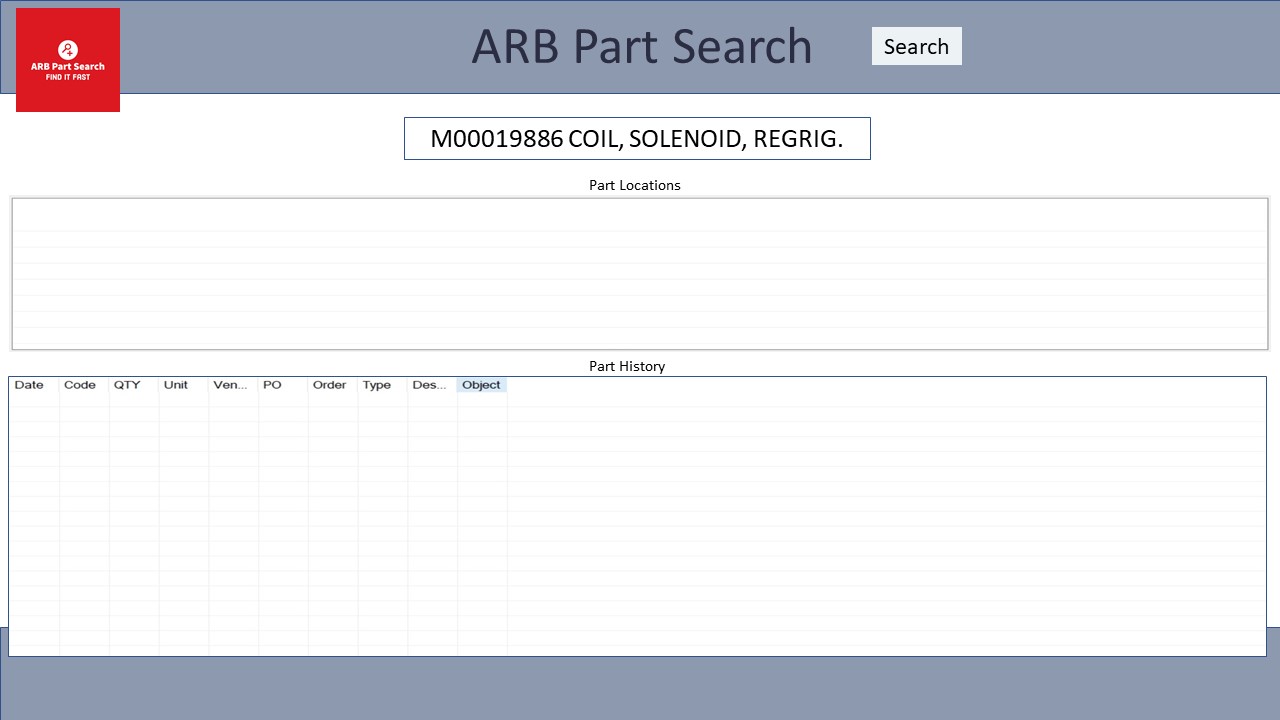 ARB Part Search
Search
ARB Part Search
FIND IT FAST
M00019886 COIL, SOLENOID, REGRIG.
Part Locations
Part History
Date Code QTY Unit Ven... PO Order Type Des... Object